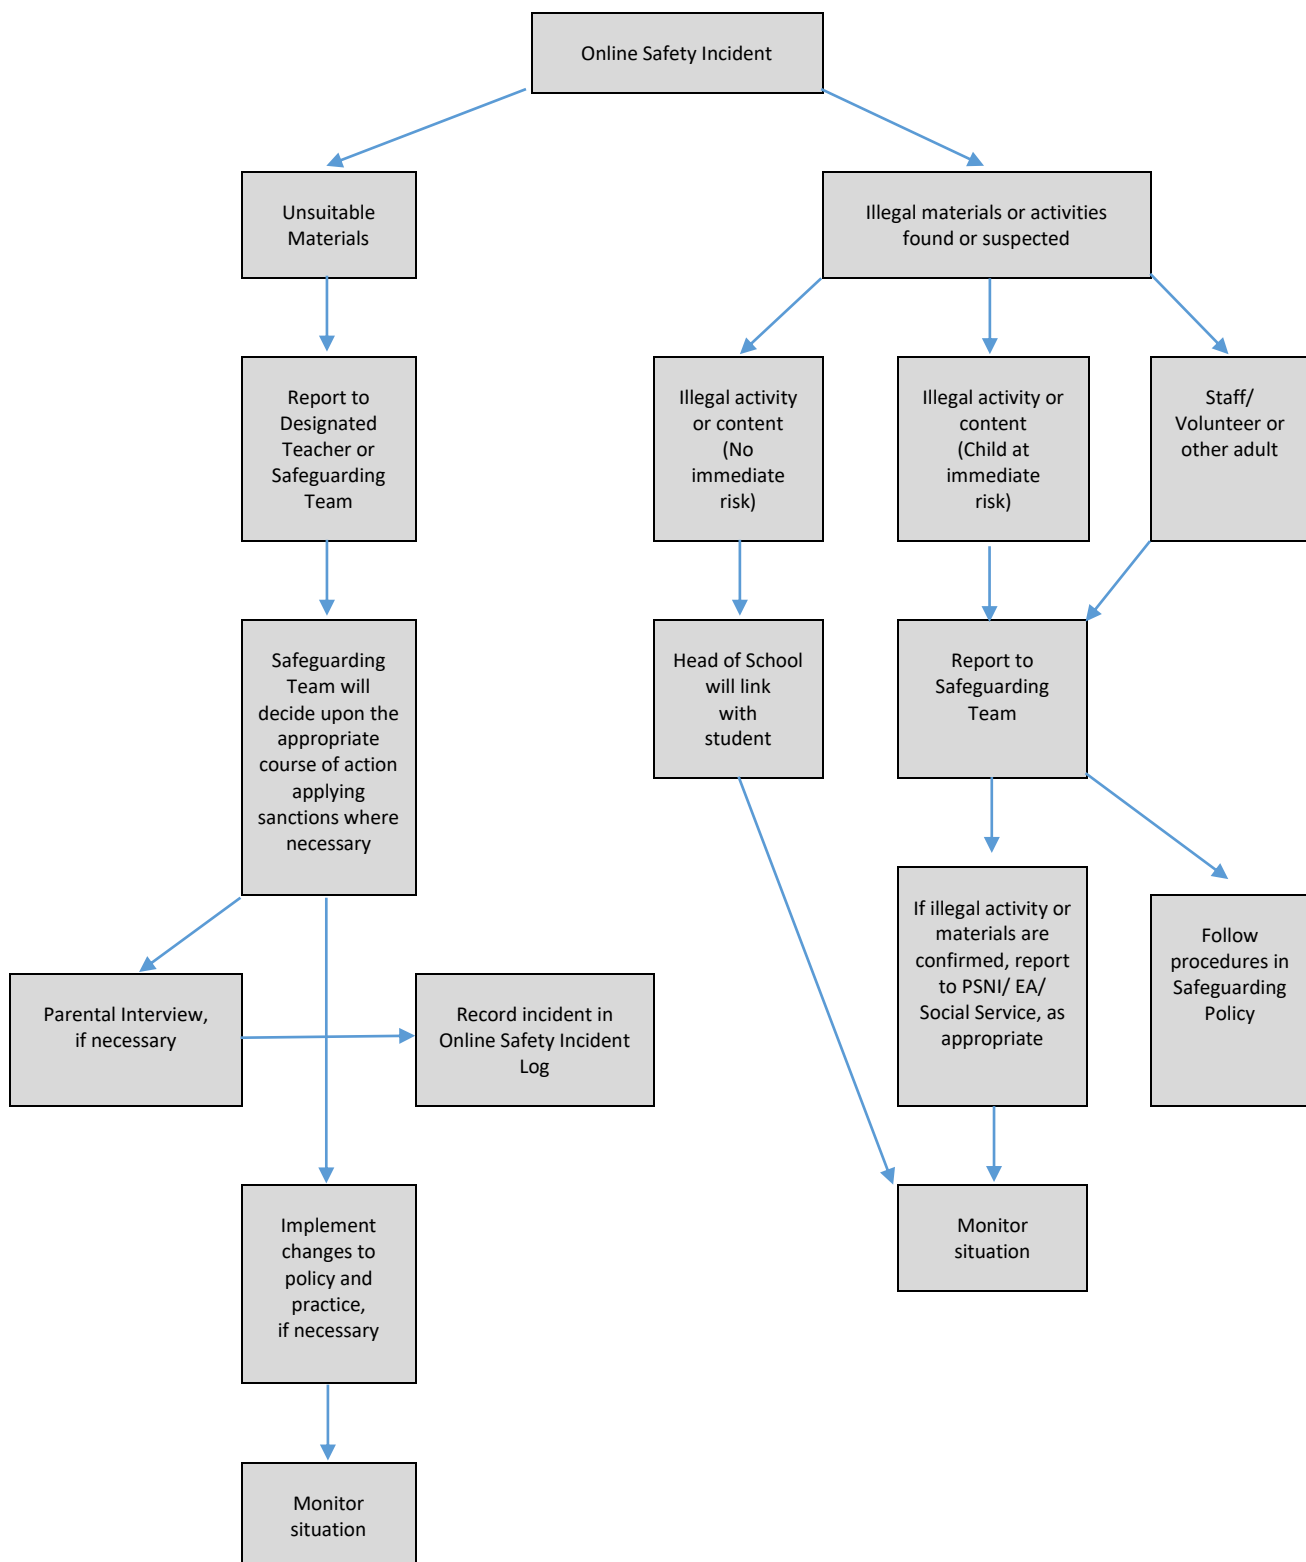 Online Safety Incident
Unsuitable
Materials
Illegal materials or activities
found or suspected
Report to
Designated
Teacher or
Safeguarding
Team
Illegal activity
or content
(No
immediate
risk)
Illegal activity or
content
(Child at
immediate
risk)
Staff/
Volunteer or
other adult
Safeguarding
Team will
decide upon the
appropriate
course of action
applying
sanctions where
necessary
Head of School
will link
with
student
Report to
Safeguarding
Team
If illegal activity or
materials are
confirmed, report
to PSNI/ EA/
Social Service, as
appropriate
Follow
procedures in
Safeguarding
Policy
Parental Interview,
if necessary
Record incident in
Online Safety Incident
Log
Implement
changes to
policy and
practice,
if necessary
Monitor
situation
Monitor
situation